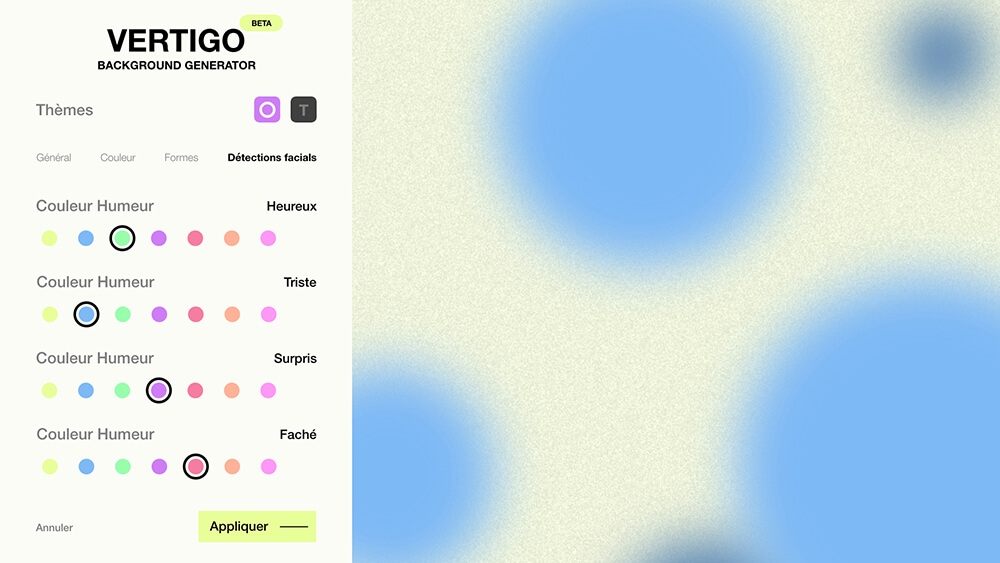 BETA
VERTIGO
BACKGROUND GENERATOR
Thèmes T
Général Couleur Formes Détections facials
Couleur Humeur Heureux
Couleur Humeur Triste
Couleur Humeur Surpris
Couleur Humeur Faché
Annuler Appliquer